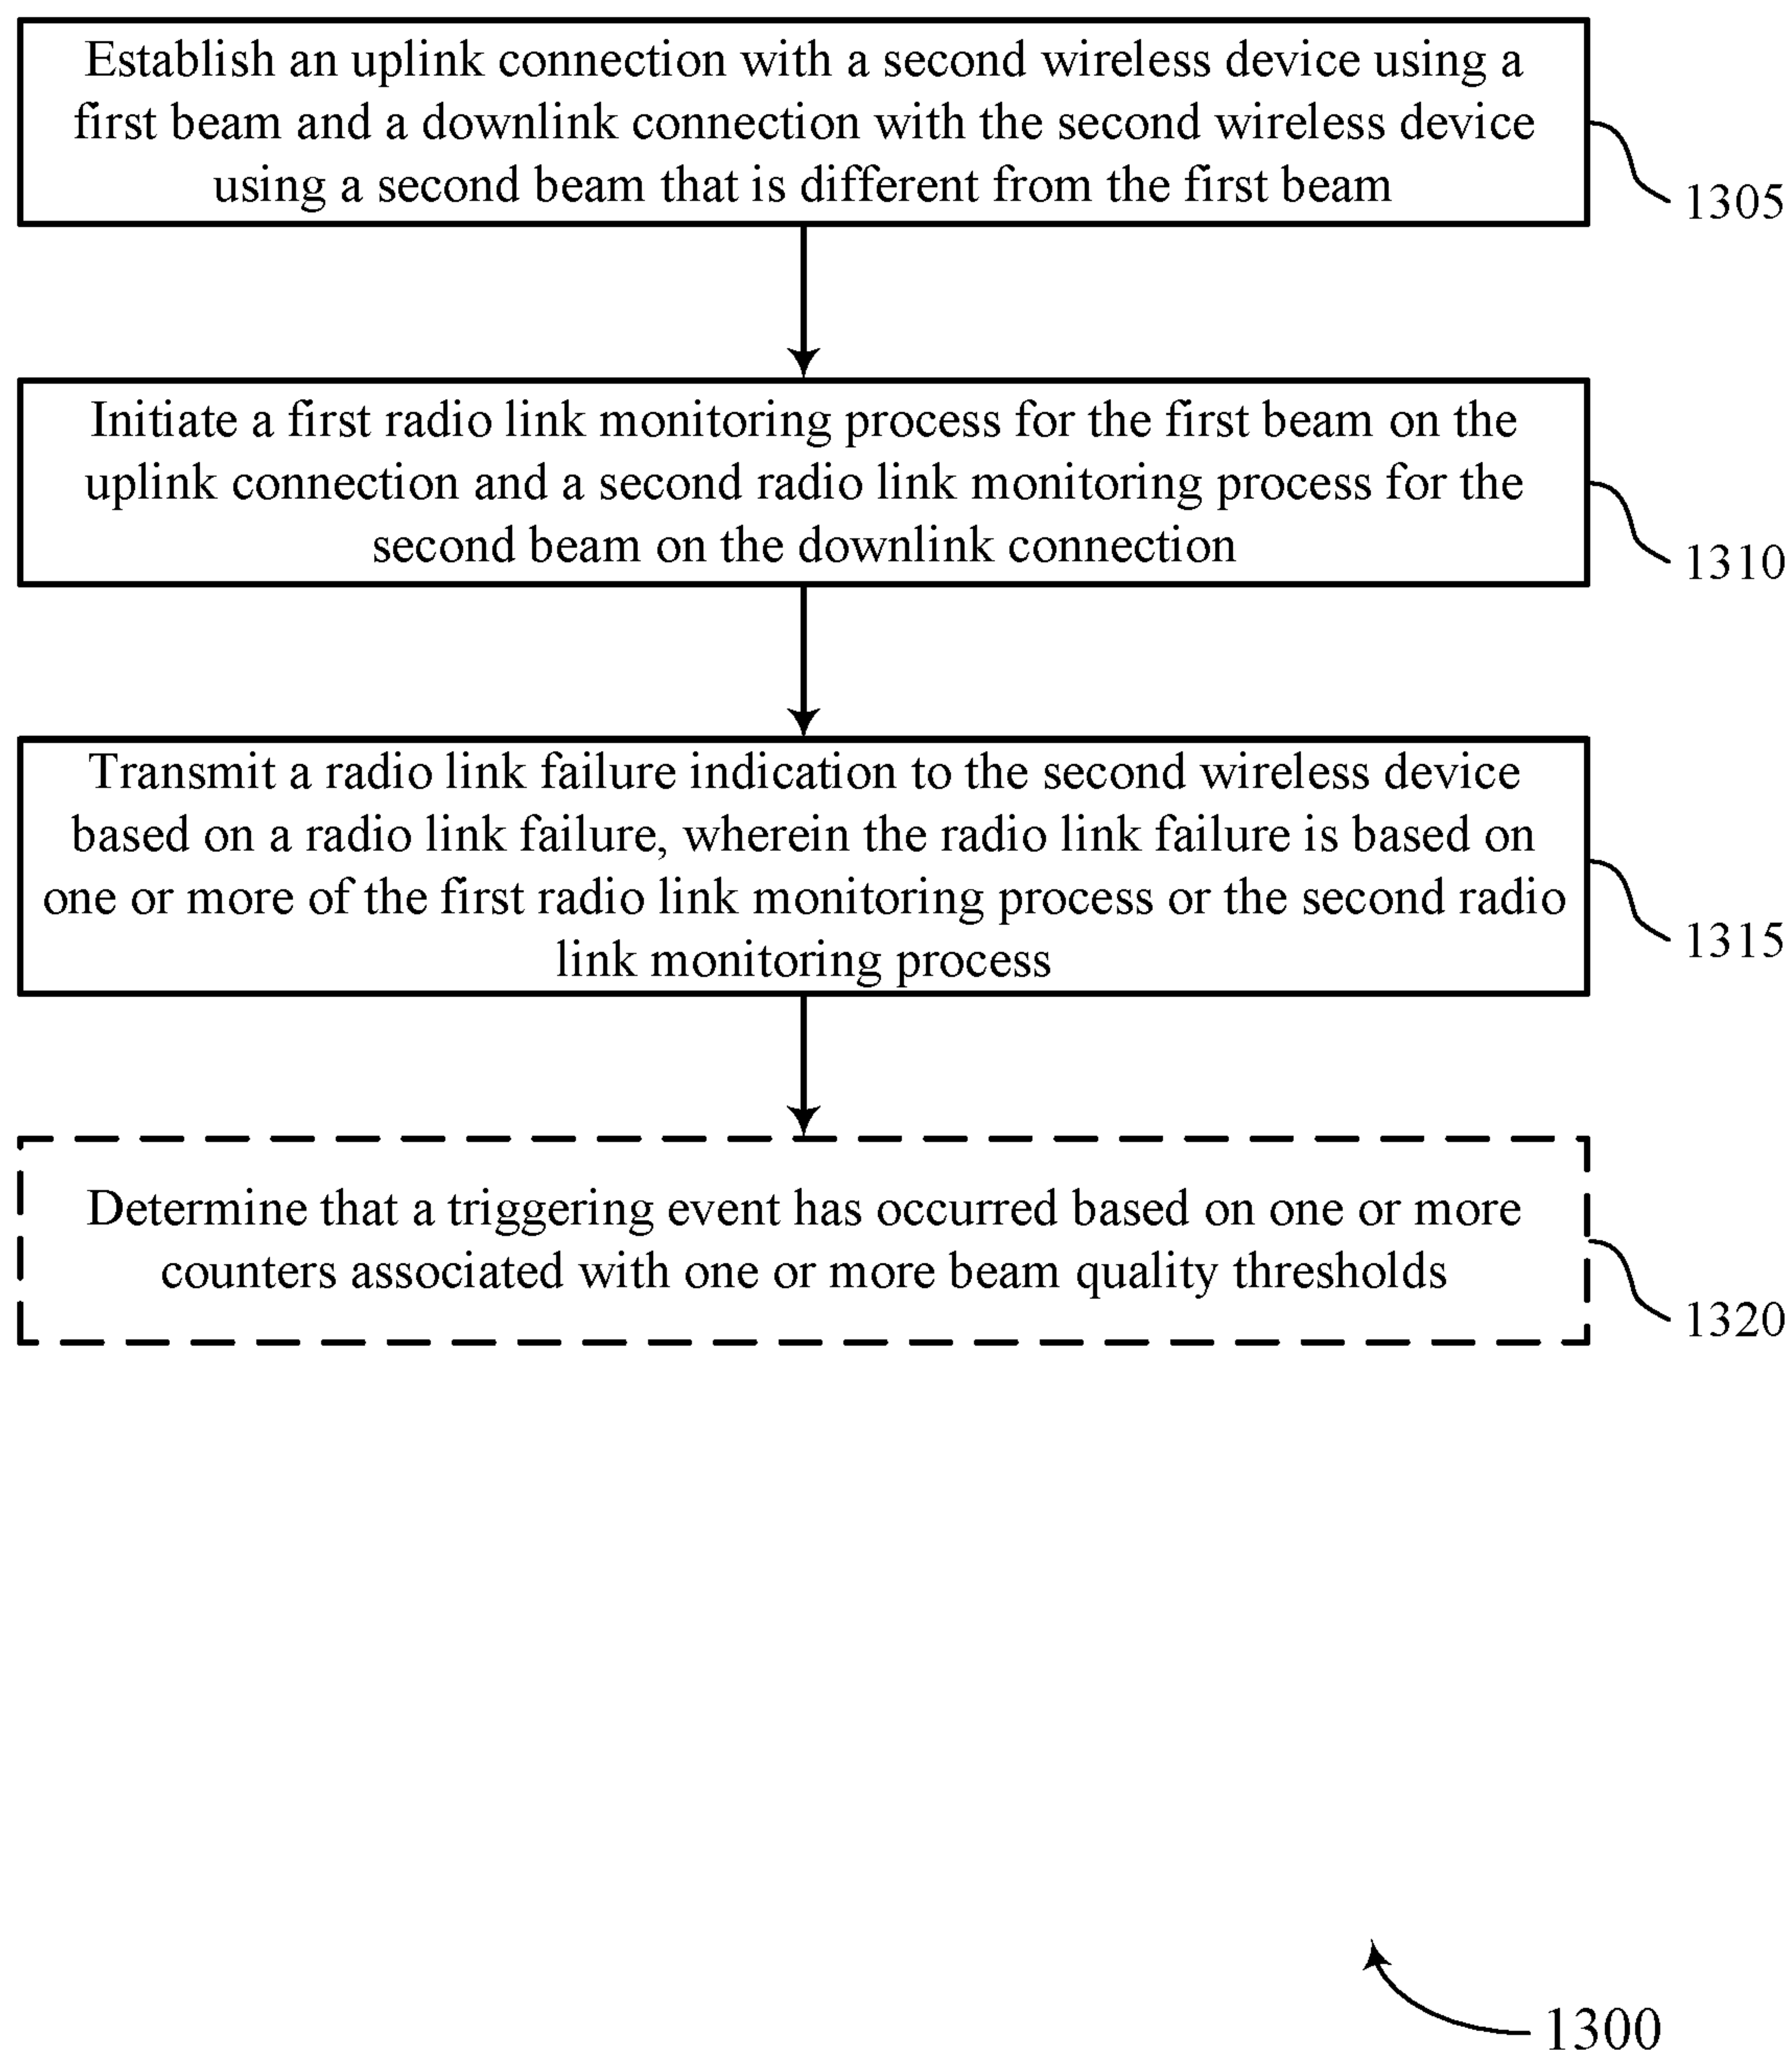 Establish an uplink connection with a second wireless device using a
first beam and a downlink connection with the second wireless device
using a second beam that is different from the first beam
1305
Initiate a first radio link monitoring process for the first beam on the
uplink connection and a second radio link monitoring process for the
second beam on the downlink connection
1310
Transmit a radio link failure indication to the second wireless device
based on a radio link failure, wherein the radio link failure is based on
one or more of the first radio link monitoring process or the second radio
link monitoring process
1315
Determine that a triggering event has occurred based on one or more
counters associated with one or more beam quality thresholds
1320
1300